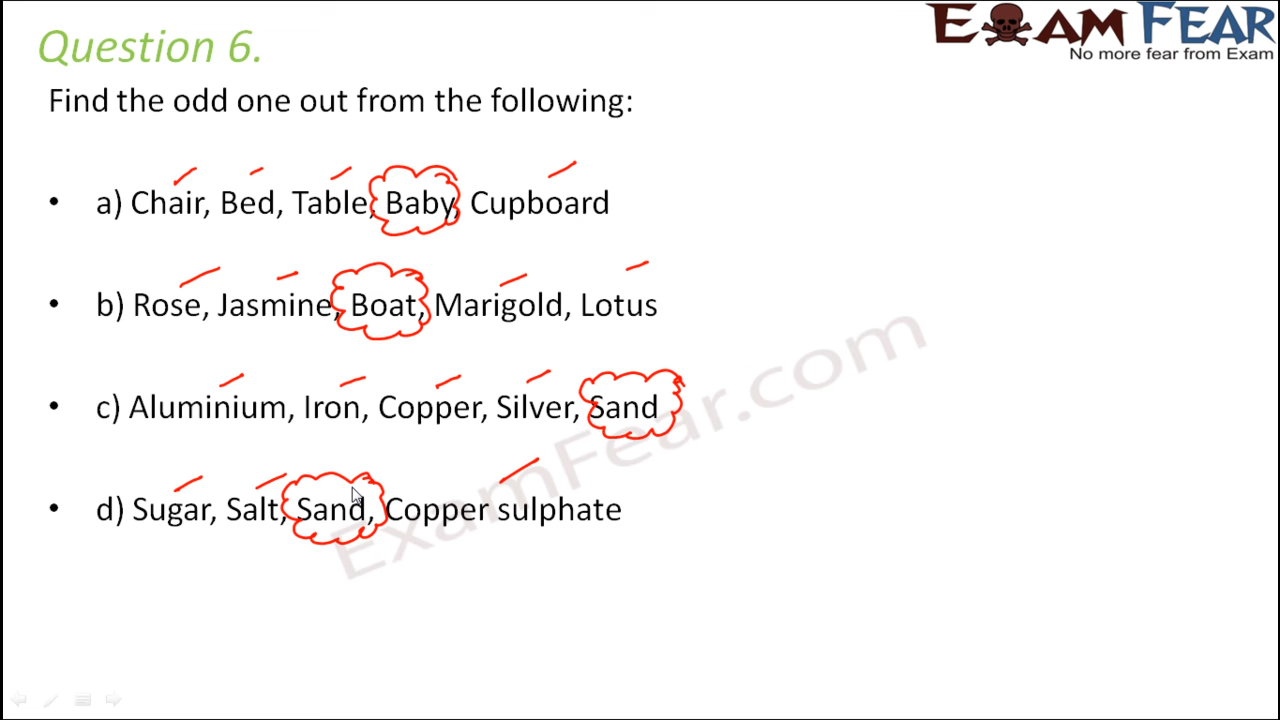 Question 6.
EXAM FEAR
No more fear from Exam
Find the odd one out from the following:
• a) Chair, Bed, Table, Baby, Cupboard
• b) Rose, Jasmine, Boat, Marigold, Lotus
• c) Aluminium, Iron, Copper, Silver, Sand
• d) Sugar, Salt, Sand, Copper sulphate
ExamFear.com